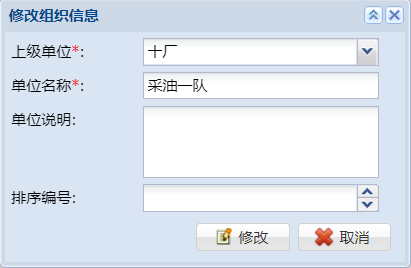 修改组织信息
上级单位*: 十厂
单位名称*: 采油一队
单位说明:
排序编号:
修改 取消